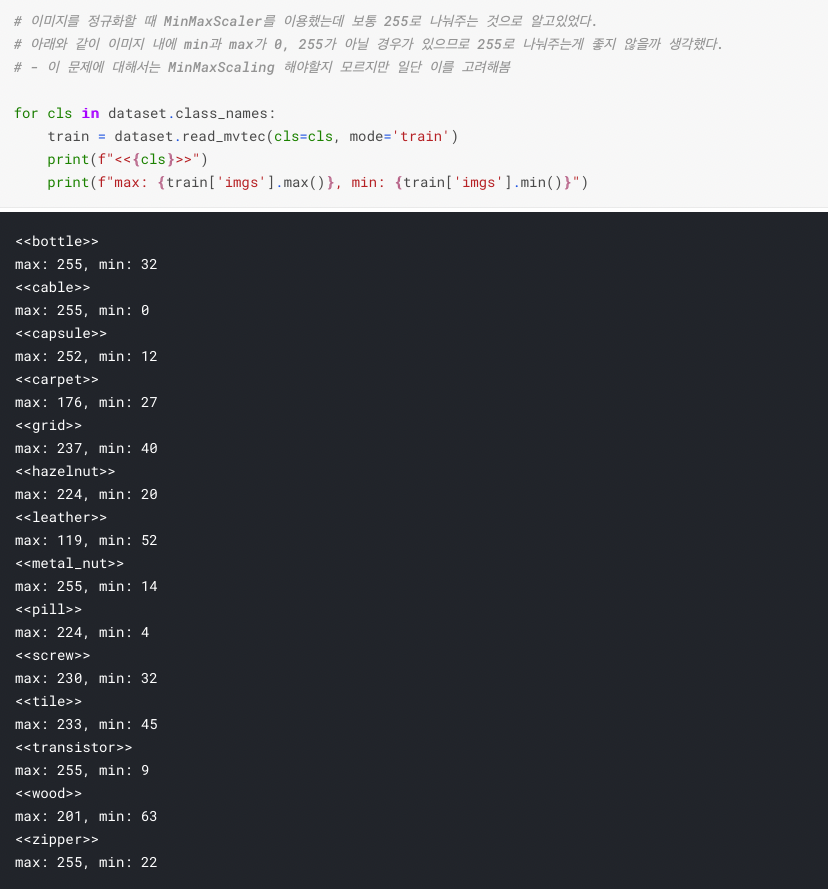 # 이미지를 정규화할 때 MinMaxScaler를 이용했는데 보통 255로 나눠주는 것으로 알고있었다.
# 아래와 같이 이미지 내에 min과 max가 0, 255가 아닐 경우가 있으므로 255로 나눠주는게 좋지 않을까 생각했다.
# - 이 문제에 대해서는 MinMaxScaling 해야할지 모르지만 일단 이를 고려해봄
for cls in dataset.class_names:
    train = dataset.read_mvtec(cls=cls, mode='train')
    print(f"<<{cls}>>")
    print(f"max: {train['imgs'].max()}, min: {train['imgs'].min()}")
<<bottle>>
max: 255, min: 32
<<cable>>
max: 255, min: 0
<<capsule>>
max: 252, min: 12
<<carpet>>
max: 176, min: 27
<<grid>>
max: 237, min: 40
<<hazelnut>>
max: 224, min: 20
<<leather>>
max: 119, min: 52
<<metal_nut>>
max: 255, min: 14
<<pill>>
max: 224, min: 4
<<screw>>
max: 230, min: 32
<<tile>>
max: 233, min: 45
<<transistor>>
max: 255, min: 9
<<wood>>
max: 201, min: 63
<<zipper>>
max: 255, min: 22